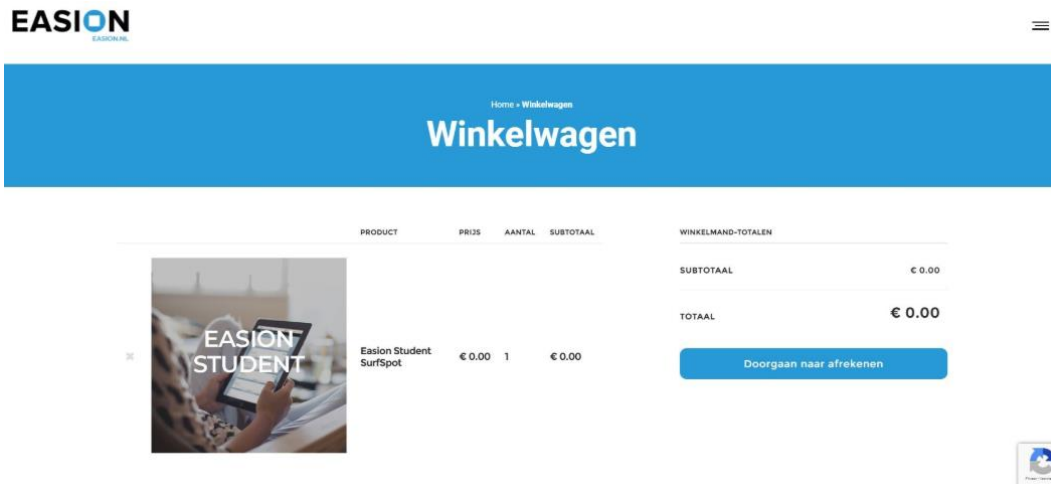 EASION
EASION.NL
Home » Winkelwagen
Winkelwagen
PRODUCT PRIJS AANTAL SUBTOTAAL
EASION
STUDENT
Easion Student
SurfSpot
€ 0.00 1 € 0.00
WINKELMAND-TOTALEN
SUBTOTAAL € 0.00
TOTAAL € 0.00
Doorgaan naar afrekenen